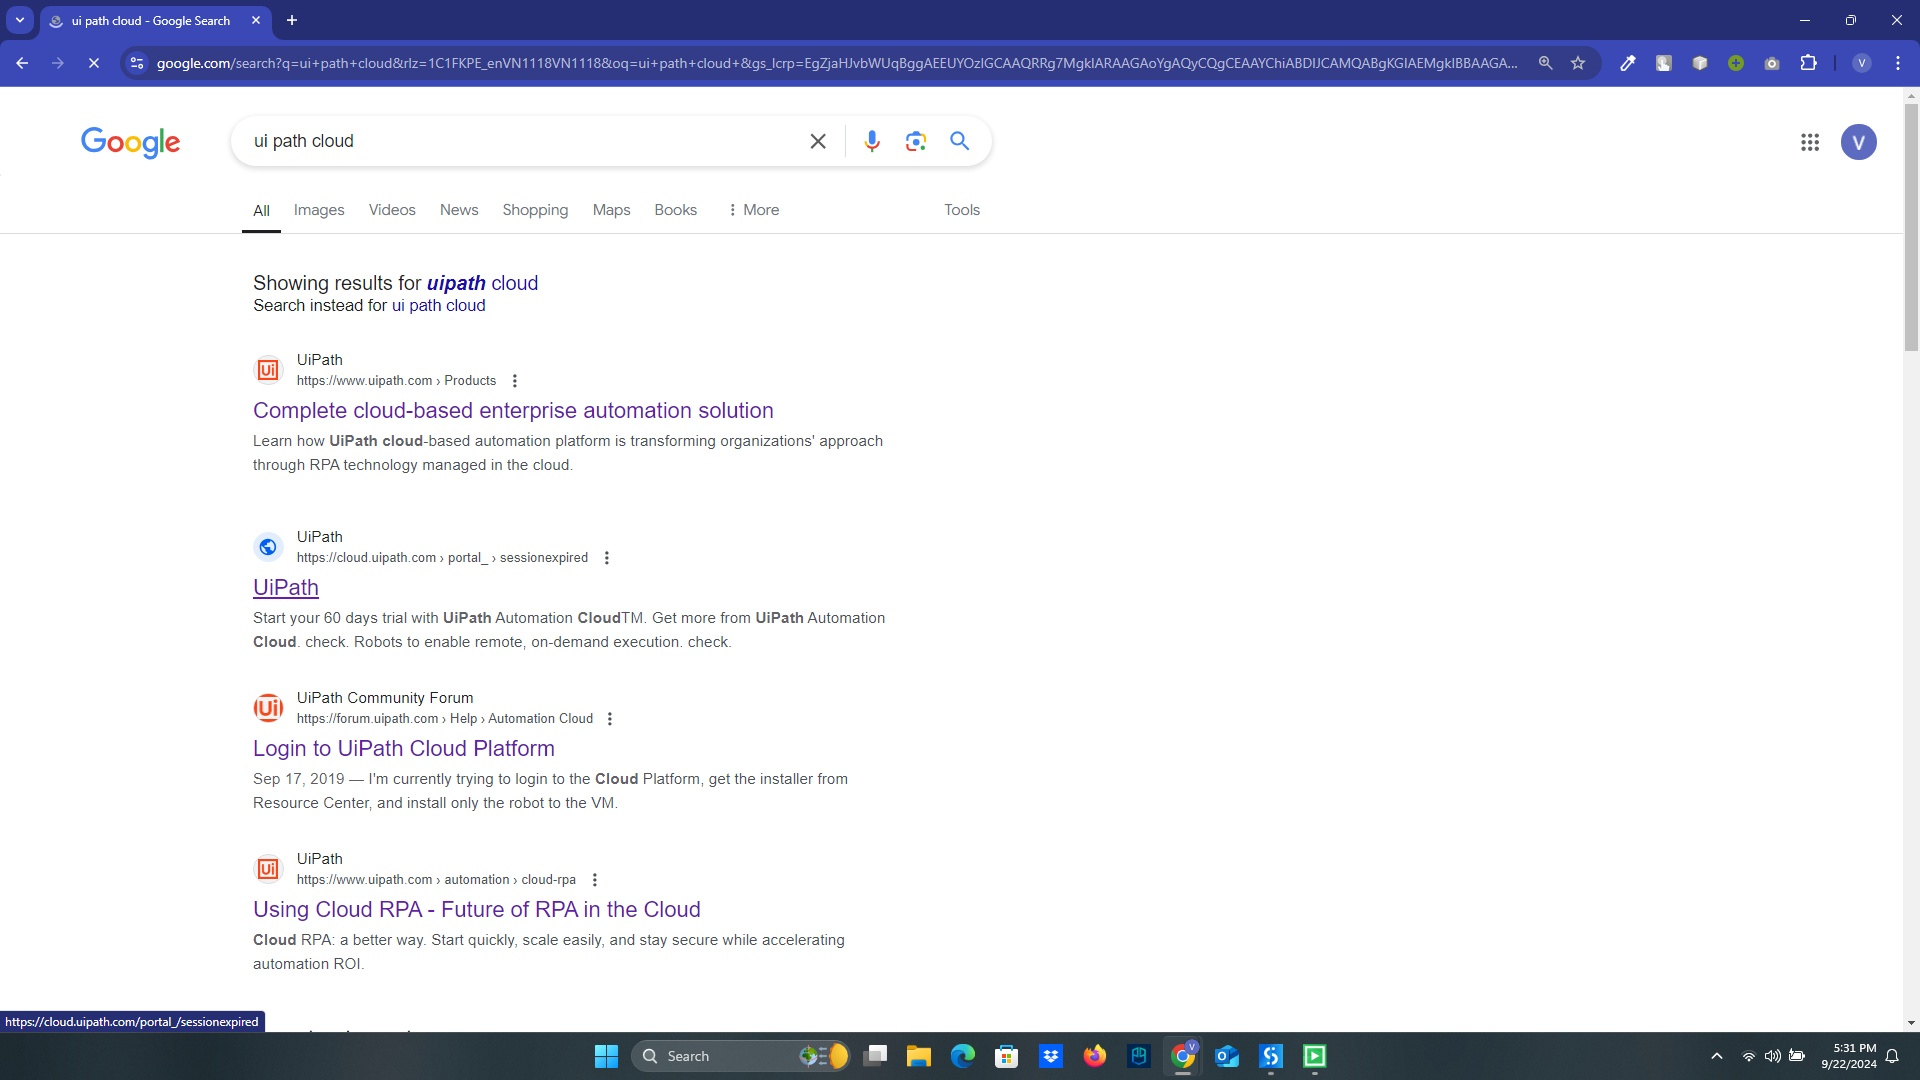 ui path cloud - Google Search
google.com/search?q=ui+path+cloud&rlz=1C1FKPE_enVN1118VN1118&oq=ui+path+cloud+&gs_lcrp=EgZjaHJvbWUqBggAEEUYOzIGCAAQRRg7MgkIARAAGAoYgAQyCQgCEAAYChiABDIJCAMQABgKGIAEMgkIBBAAGA...
V
Google
ui path cloud
V
All
Images
Videos
News
Shopping
Maps
Books
More
Tools
Showing results for uipath cloud
Search instead for ui path cloud
Ui
UiPath
https://www.uipath.com › Products
Complete cloud-based enterprise automation solution
Learn how UiPath cloud-based automation platform is transforming organizations' approach
through RPA technology managed in the cloud.
UiPath
https://cloud.uipath.com › portal_ › sessionexpired
UiPath
Start your 60 days trial with UiPath Automation CloudTM. Get more from UiPath Automation
Cloud. check. Robots to enable remote, on-demand execution. check.
Ui
UiPath Community Forum
https://forum.uipath.com › Help › Automation Cloud
Login to UiPath Cloud Platform
Sep 17, 2019 — I'm currently trying to login to the Cloud Platform, get the installer from
Resource Center, and install only the robot to the VM.
Ui
UiPath
https://www.uipath.com › automation › cloud-rpa
Using Cloud RPA - Future of RPA in the Cloud
Cloud RPA: a better way. Start quickly, scale easily, and stay secure while accelerating
automation ROI.
https://cloud.uipath.com/portal_/sessionexpired
Search
V
5:31 PM
9/22/2024